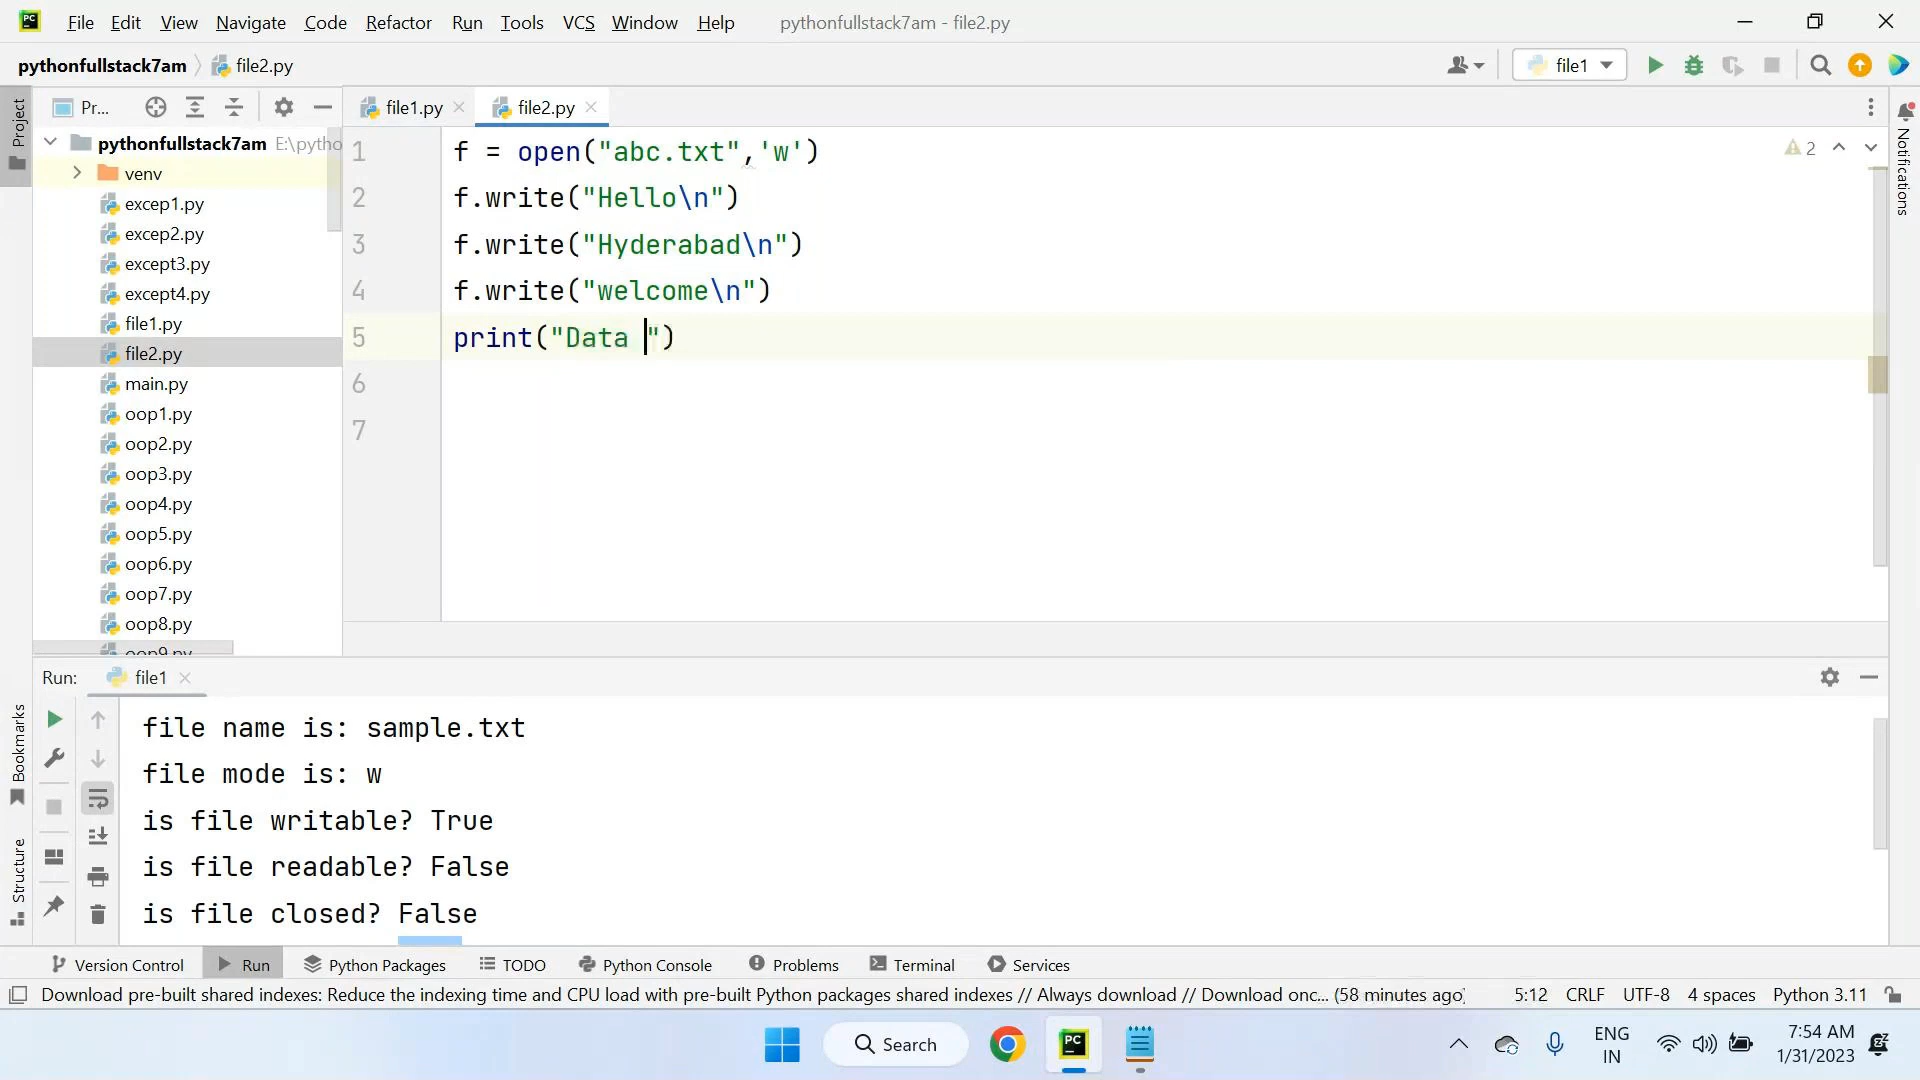 PC File Edit View Navigate Code Refactor Run Tools VCS Window Help pythonfullstack7am - file2.py
pythonfullstack7am file2.py file1
Project
Pr...
file1.py file2.py
pythonfullstack7am E:\pytho
venv
excep1.py
excep2.py
except3.py
except4.py
file1.py
file2.py
main.py
oop1.py
oop2.py
oop3.py
oop4.py
oop5.py
oop6.py
oop7.py
oop8.py
oop9.py
1 f = open("abc.txt",'w')
2 f.write("Hello\n")
3 f.write("Hyderabad\n")
4 f.write("welcome\n")
5 print("Data ")
6
7
2
Notifications
Run: file1
file name is: sample.txt
file mode is: w
is file writable? True
is file readable? False
is file closed? False
Bookmarks
Structure
Version Control Run Python Packages TODO Python Console Problems Terminal Services
Download pre-built shared indexes: Reduce the indexing time and CPU load with pre-built Python packages shared indexes // Always download // Download onc... (58 minutes ago) 5:12 CRLF UTF-8 4 spaces Python 3.11
Search
PC
ENG
IN
7:54 AM
1/31/2023